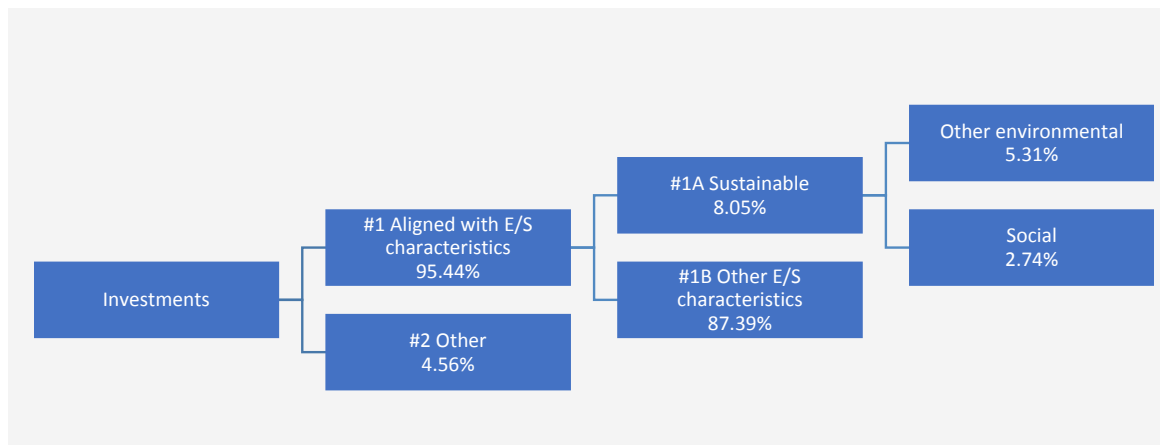 Investments
#1 Aligned with E/S
characteristics
95.44%
#2 Other
4.56%
#1A Sustainable
8.05%
#1B Other E/S
characteristics
87.39%
Other environmental
5.31%
Social
2.74%